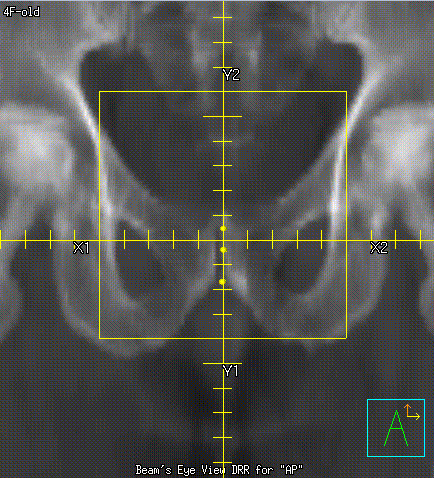 4F-old
Y2
X1 X2
Y1
A
Beam's Eye View DRR for "AP"